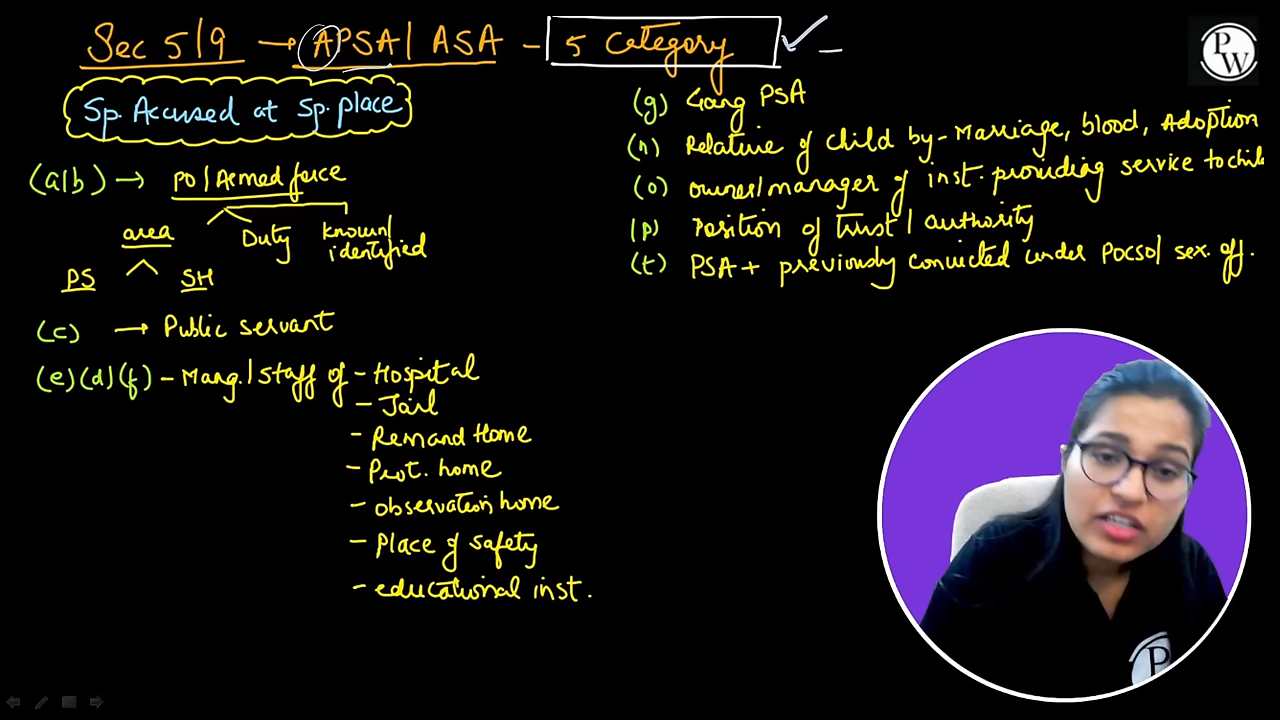 Sec 5/9 → APSA/ ASA - 5 Category ✓ -
Sp. Accused at Sp. place
(a/b) → PO/Armed force
area Duty known/
identified
PS SH
(c) → Public servant
(e)(d)(f) - Mang./Staff of - Hospital
- Jail
- Remand Home
- Prot. home
- observation home
- Place of safety
- educational inst.
(g) Gang PSA
(n) Relative of child by - Marriage, blood, Adoption
(o) owner/manager of inst. providing service to chil
(p) Position of trust / authority
(t) PSA + previously convicted under POCSO/ sex. off.
PW
P